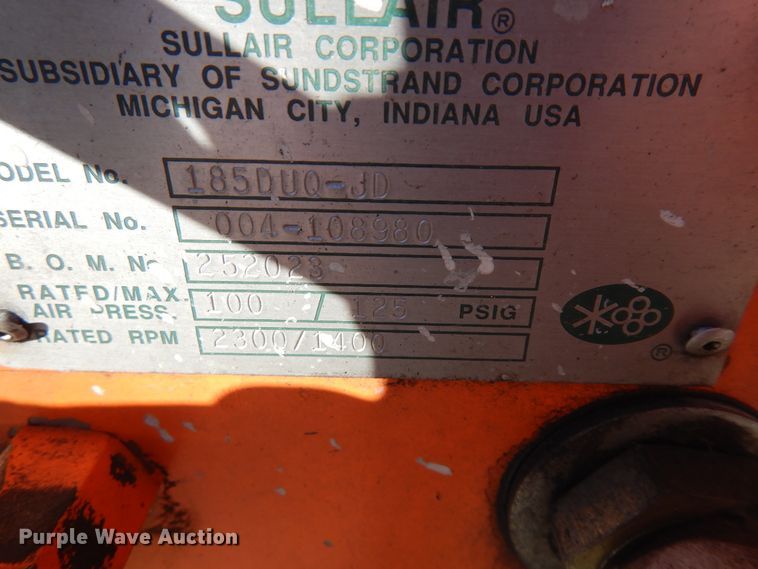 SULLAIR®
SULLAIR CORPORATION
SUBSIDIARY OF SUNDSTRAND CORPORATION
MICHIGAN CITY, INDIANA USA
ODEL No. 185DUQ-JD
SERIAL No. 004-108980
B. O. M. No 252023
RATED/MAX. AIR PRESS. 100 / 125 PSIG
RATED RPM 2300/1400
®
Purple Wave Auction